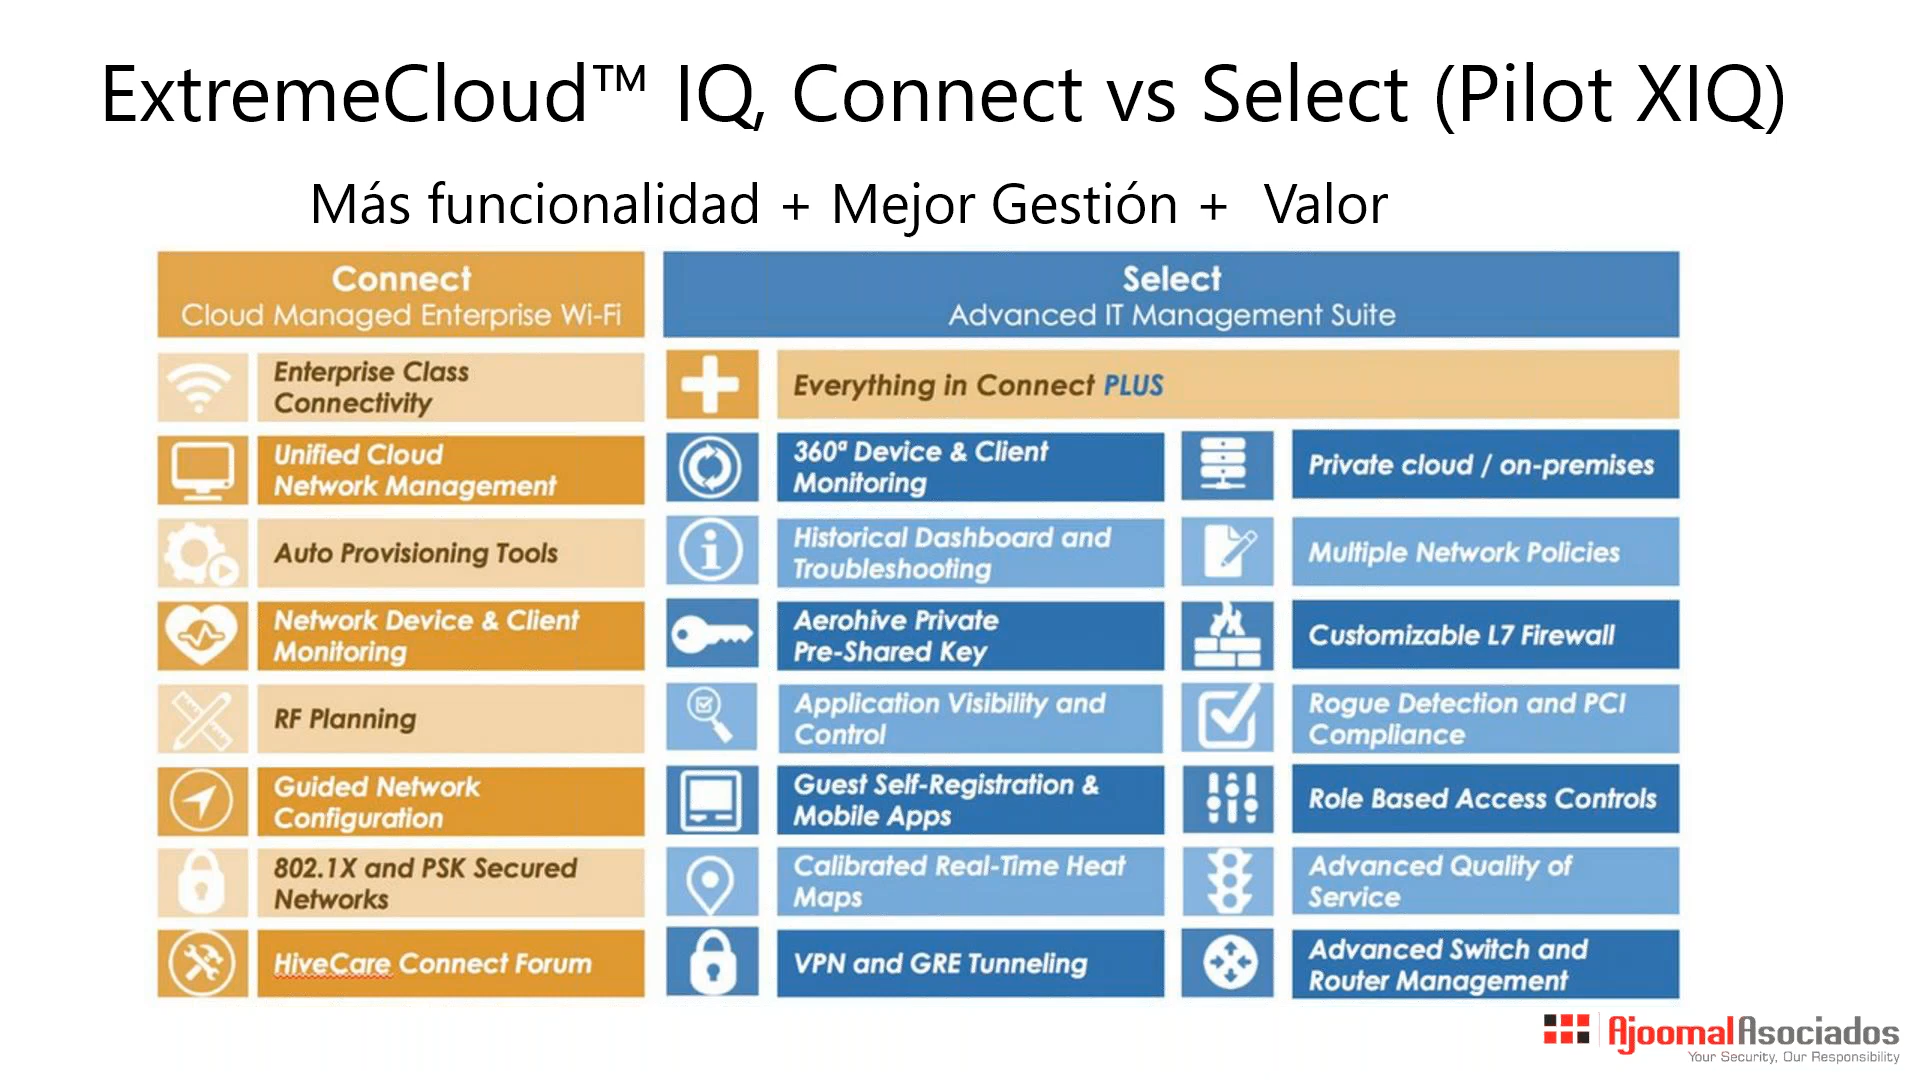 ExtremeCloud™ IQ, Connect vs Select (Pilot XIQ)
Más funcionalidad + Mejor Gestión + Valor
Connect
Cloud Managed Enterprise Wi-Fi
Enterprise Class
Connectivity
Unified Cloud
Network Management
Auto Provisioning Tools
Network Device & Client
Monitoring
RF Planning
Guided Network
Configuration
802.1X and PSK Secured
Networks
HiveCare Connect Forum
Select
Advanced IT Management Suite
Everything in Connect PLUS
360ª Device & Client
Monitoring
Historical Dashboard and
Troubleshooting
Aerohive Private
Pre-Shared Key
Application Visibility and
Control
Guest Self-Registration &
Mobile Apps
Calibrated Real-Time Heat
Maps
VPN and GRE Tunneling
Private cloud / on-premises
Multiple Network Policies
Customizable L7 Firewall
Rogue Detection and PCI
Compliance
Role Based Access Controls
Advanced Quality of
Service
Advanced Switch and
Router Management
AjoomalAsociados
Your Security, Our Responsibility